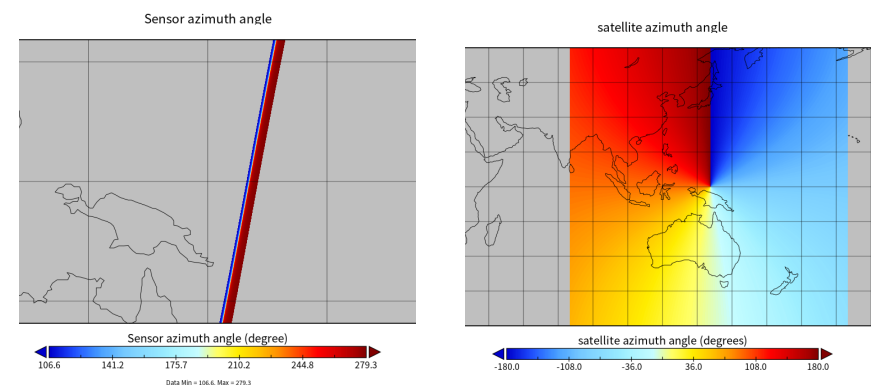 Sensor azimuth angle
Sensor azimuth angle (degree)
106.6 141.2 175.7 210.2 244.8 279.3
Data Min = 106.6, Max = 279.3
satellite azimuth angle
satellite azimuth angle (degrees)
-180.0 -108.0 -36.0 36.0 108.0 180.0